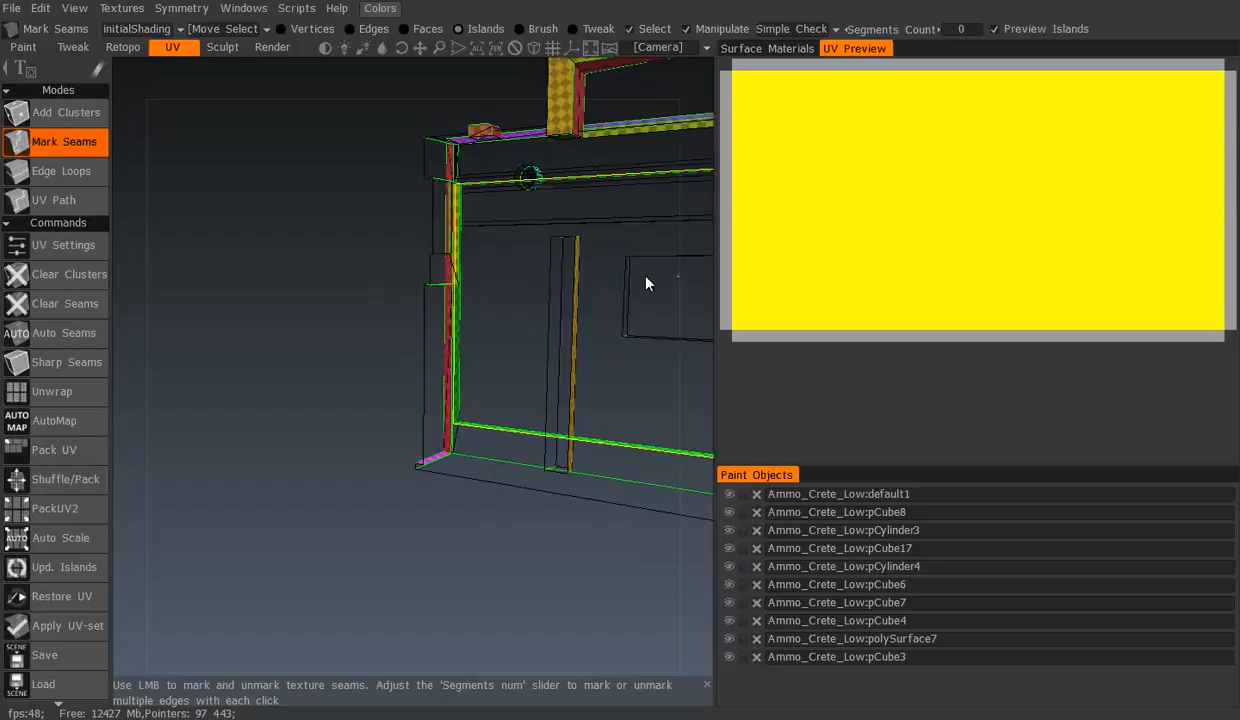 File Edit View Textures Symmetry Windows Scripts Help Colors
Mark Seams initialShading [Move Select] Vertices Edges Faces Islands Brush Tweak Select Manipulate Simple Check Segments Count: 0 Preview Islands
Paint Tweak Retopo UV Sculpt Render [Camera] Surface Materials UV Preview
Modes
Add Clusters
Mark Seams
Edge Loops
UV Path
Commands
UV Settings
Clear Clusters
Clear Seams
AUTO Auto Seams
Sharp Seams
Unwrap
AUTO MAP AutoMap
Pack UV
Shuffle/Pack
PackUV2
Auto Scale
Upd. Islands
Restore UV
Apply UV-set
SCENE Save
SCENE Load
Paint Objects
Ammo_Crete_Low:default1
Ammo_Crete_Low:pCube8
Ammo_Crete_Low:pCylinder3
Ammo_Crete_Low:pCube17
Ammo_Crete_Low:pCylinder4
Ammo_Crete_Low:pCube6
Ammo_Crete_Low:pCube7
Ammo_Crete_Low:pCube4
Ammo_Crete_Low:polySurface7
Ammo_Crete_Low:pCube3
Use LMB to mark and unmark texture seams. Adjust the 'Segments num' slider to mark or unmark
multiple edges with each click
fps:48; Free: 12427 Mb,Pointers: 97 443;